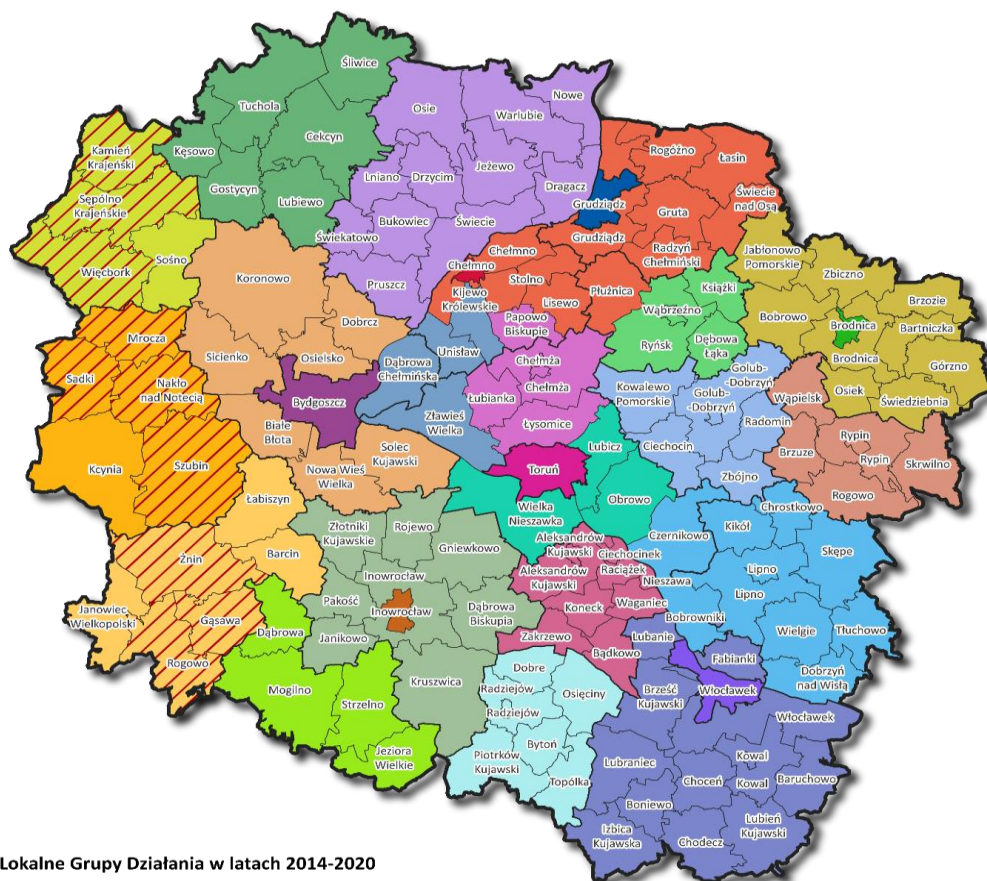 Śliwice
Nowe
Tuchola
Osie
Warlubie
Cekcyn
Kamień
Krajeński
Kęsowo
Rogóźno
Łasin
Lniano
Drzycim
Jeżewo
Gostycyn
Lubiewo
Dragacz
Sępólno
Krajeńskie
Grudziądz
Świecie
nad Osą
Gruta
Bukowiec
Świecie
Świekatowo
Grudziądz
Radzyń
Chełmiński
Sośno
Więcbork
Chełmno
Jabłonowo
Pomorskie
Zbiczno
Koronowo
Chełmno
Stolno
Pruszcz
Kijewo
Królewskie
Płużnica
Lisewo
Książki
Wąbrzeźno
Brzozie
Dobrcz
Papowo
Biskupie
Bobrowo
Brodnica
Bartniczka
Mrocza
Sicienko
Osielsko
Unisław
Dąbrowa
Chełmińska
Chełmża
Ryńsk
Dębowa
Łąka
Brodnica
Górzno
Sadki
Nakło
nad Notecią
Bydgoszcz
Chełmża
Łubianka
Kowalewo
Pomorskie
Golub-
-Dobrzyń
Golub-
-Dobrzyń
Wąpielsk
Osiek
Świedziebnia
Białe
Błota
Zławieś
Wielka
Łysomice
Radomin
Solec
Kujawski
Lubicz
Ciechocin
Rypin
Brzuze
Rypin
Skrwilno
Kcynia
Szubin
Nowa Wieś
Wielka
Toruń
Zbójno
Rogowo
Łabiszyn
Obrowo
Wielka
Nieszawka
Chrostkowo
Złotniki
Kujawskie
Rojewo
Gniewkowo
Aleksandrów
Kujawski
Ciechocinek
Czernikowo
Kikół
Skępe
Barcin
Żnin
Inowrocław
Aleksandrów
Kujawski
Raciążek
Nieszawa
Lipno
Pakość
Inowrocław
Dąbrowa
Biskupia
Koneck
Waganiec
Bobrowniki
Lipno
Janowiec
Wielkopolski
Gąsawa
Dąbrowa
Janikowo
Zakrzewo
Lubanie
Wielgie
Tłuchowo
Rogowo
Bądkowo
Fabianki
Dobre
Dobrzyń
nad Wisłą
Mogilno
Kruszwica
Radziejów
Osięciny
Brześć
Kujawski
Włocławek
Strzelno
Radziejów
Włocławek
Jeziora
Wielkie
Piotrków
Kujawski
Bytoń
Lubraniec
Kowal
Topólka
Choceń
Kowal
Baruchowo
Boniewo
Izbica
Kujawska
Chodecz
Lubień
Kujawski
Lokalne Grupy Działania w latach 2014-2020